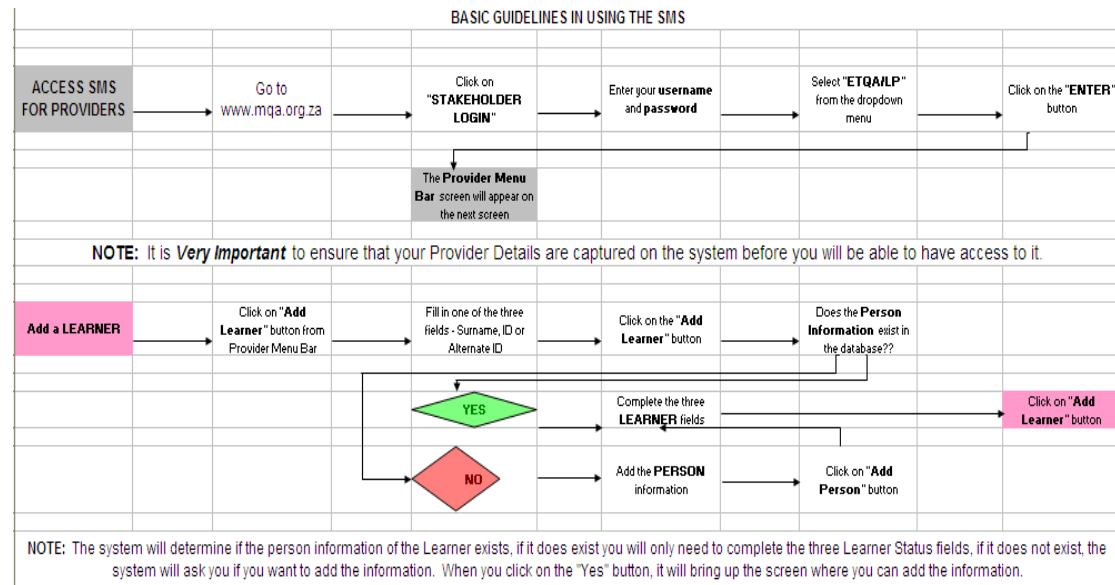 BASIC GUIDELINES IN USING THE SMS
ACCESS SMS
FOR PROVIDERS
Go to
www.mqa.org.za
Click on
"STAKEHOLDER
LOGIN"
Enter your username
and password
Select "ETQA/LP"
from the dropdown
menu
Click on the "ENTER"
button
The Provider Menu
Bar screen will appear on
the next screen
NOTE: It is Very Important to ensure that your Provider Details are captured on the system before you will be able to have access to it.
Add a LEARNER
Click on "Add
Learner" button from
Provider Menu Bar
Fill in one of the three
fields - Surname, ID or
Alternate ID
Click on the "Add
Learner" button
Does the Person
Information exist in
the database??
YES
Complete the three
LEARNER fields
Click on "Add
Learner" button
NO
Add the PERSON
information
Click on "Add
Person" button
NOTE: The system will determine if the person information of the Learner exists, if it does exist you will only need to complete the three Learner Status fields, if it does not exist, the
system will ask you if you want to add the information. When you click on the "Yes" button, it will bring up the screen where you can add the information.